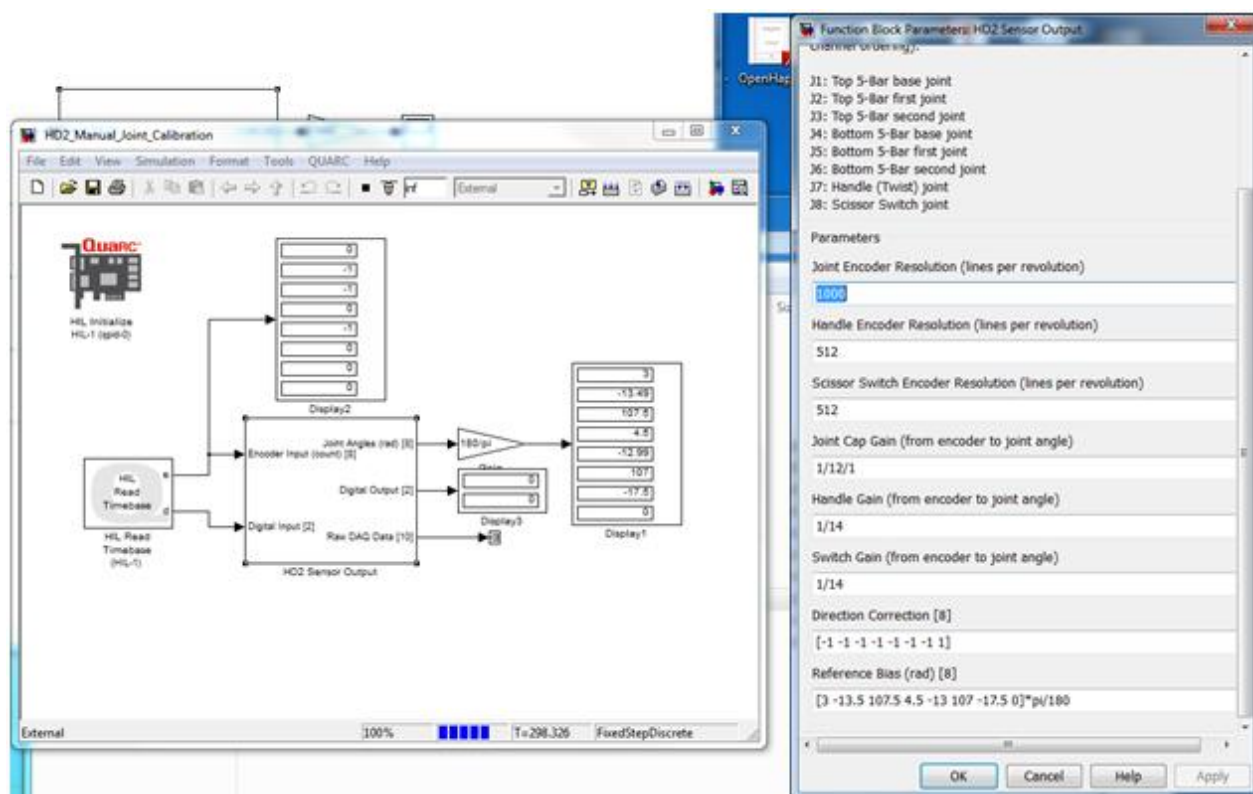 OpenHap
HD2_Manual_Joint_Calibration
File Edit View Simulation Format Tools QUARC Help
inf External
QUARC
HIL Initialize
HIL-1 (qpid-0)
0
-1
-1
0
-1
0
0
0
Display2
HIL
Read
Timebase
e
d
HIL Read
Timebase
(HIL-1)
Encoder Input (count) [8]
Digital Input [2]
Joint Angles (rad) [8]
Digital Output [2]
Raw DAQ Data [10]
HD2 Sensor Output
180/pi
Gain
0
0
Display3
3
-13.49
107.5
4.5
-12.99
107
-17.5
0
Display1
External 100% T=298.326 FixedStepDiscrete
Function Block Parameters: HD2 Sensor Output
channel ordering).
J1: Top 5-Bar base joint
J2: Top 5-Bar first joint
J3: Top 5-Bar second joint
J4: Bottom 5-Bar base joint
J5: Bottom 5-Bar first joint
J6: Bottom 5-Bar second joint
J7: Handle (Twist) joint
J8: Scissor Switch joint
Parameters
Joint Encoder Resolution (lines per revolution)
1000
Handle Encoder Resolution (lines per revolution)
512
Scissor Switch Encoder Resolution (lines per revolution)
512
Joint Cap Gain (from encoder to joint angle)
1/12/1
Handle Gain (from encoder to joint angle)
1/14
Switch Gain (from encoder to joint angle)
1/14
Direction Correction [8]
[-1 -1 -1 -1 -1 -1 -1 1]
Reference Bias (rad) [8]
[3 -13.5 107.5 4.5 -13 107 -17.5 0]*pi/180
OK Cancel Help Apply